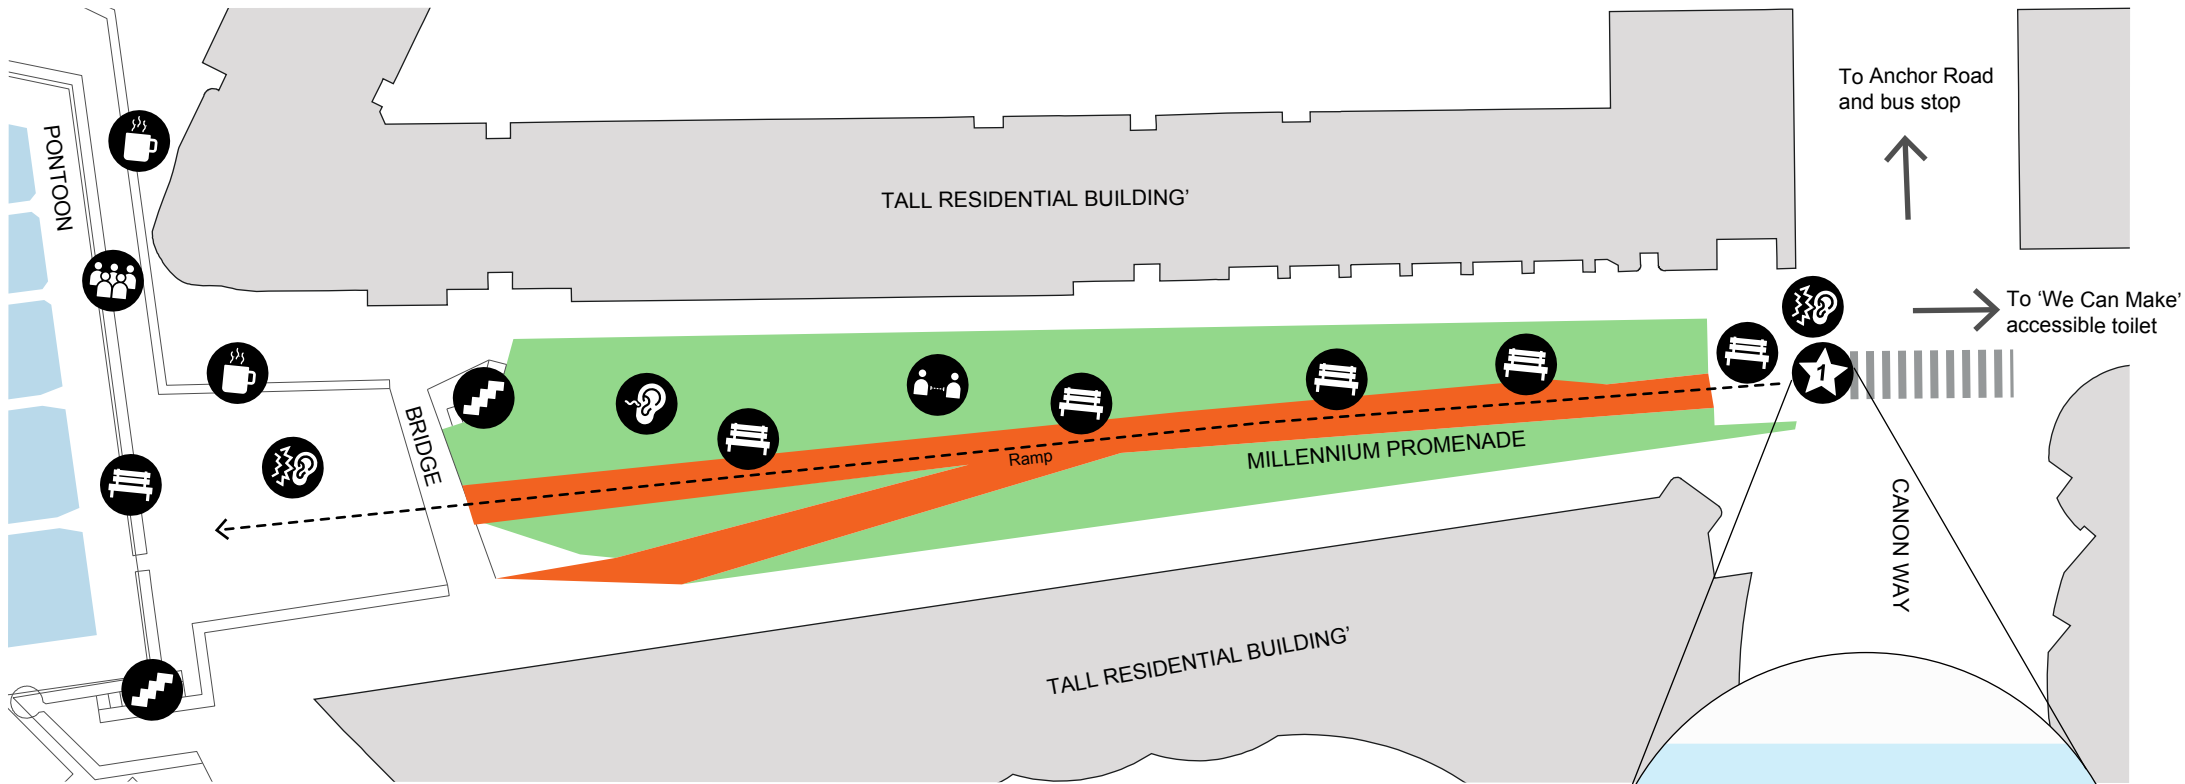 To Anchor Road
and bus stop
PONTOON
TALL RESIDENTIAL BUILDING'
To ‘We Can Make’
accessible toilet
1
BRIDGE
Ramp
MILLENNIUM PROMENADE
CANON WAY
TALL RESIDENTIAL BUILDING'